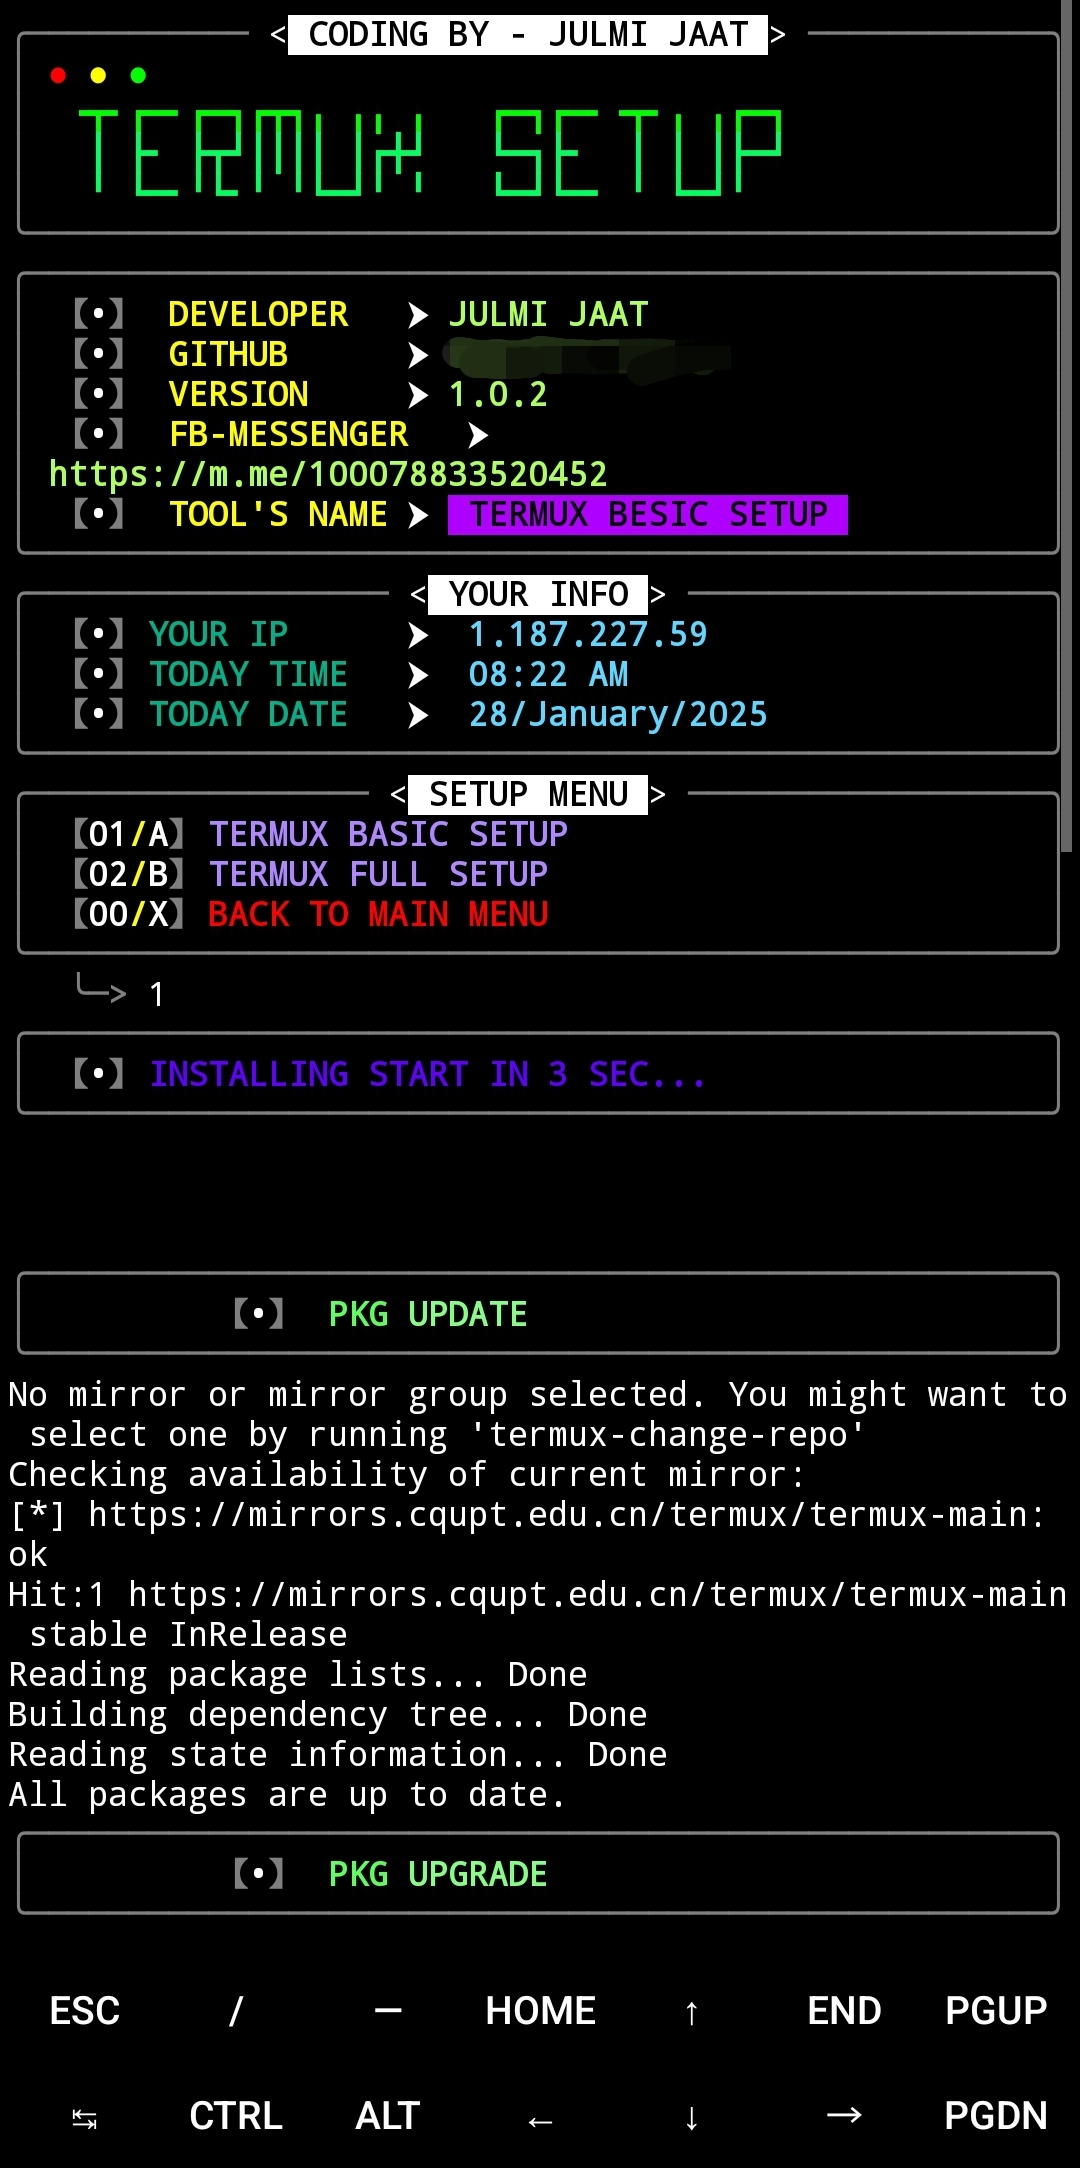 < CODING BY - JULMI JAAT >
TERMUX SETUP
【•】 DEVELOPER ➤ JULMI JAAT
【•】 GITHUB ➤
【•】 VERSION ➤ 1.0.2
【•】 FB-MESSENGER ➤
https://m.me/100078833520452
【•】 TOOL'S NAME ➤ TERMUX BESIC SETUP
< YOUR INFO >
【•】 YOUR IP ➤ 1.187.227.59
【•】 TODAY TIME ➤ 08:22 AM
【•】 TODAY DATE ➤ 28/January/2025
< SETUP MENU >
【01/A】 TERMUX BASIC SETUP
【02/B】 TERMUX FULL SETUP
【00/X】 BACK TO MAIN MENU
╰─> 1
【•】 INSTALLING START IN 3 SEC...
【•】 PKG UPDATE
No mirror or mirror group selected. You might want to
select one by running 'termux-change-repo'
Checking availability of current mirror:
[*] https://mirrors.cqupt.edu.cn/termux/termux-main:
ok
Hit:1 https://mirrors.cqupt.edu.cn/termux/termux-main
stable InRelease
Reading package lists... Done
Building dependency tree... Done
Reading state information... Done
All packages are up to date.
【•】 PKG UPGRADE
ESC / — HOME ↑ END PGUP
↹ CTRL ALT ← ↓ → PGDN